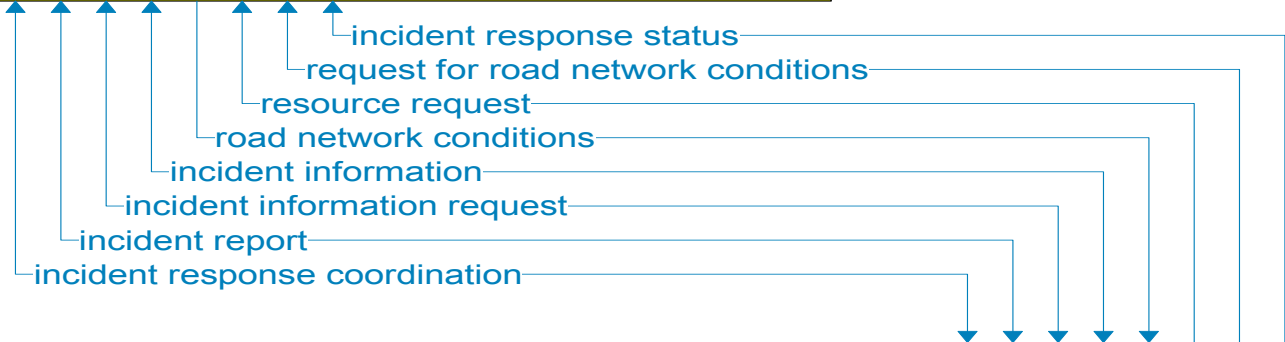 incident response status
request for road network conditions
resource request
road network conditions
incident information
incident information request
incident report
incident response coordination